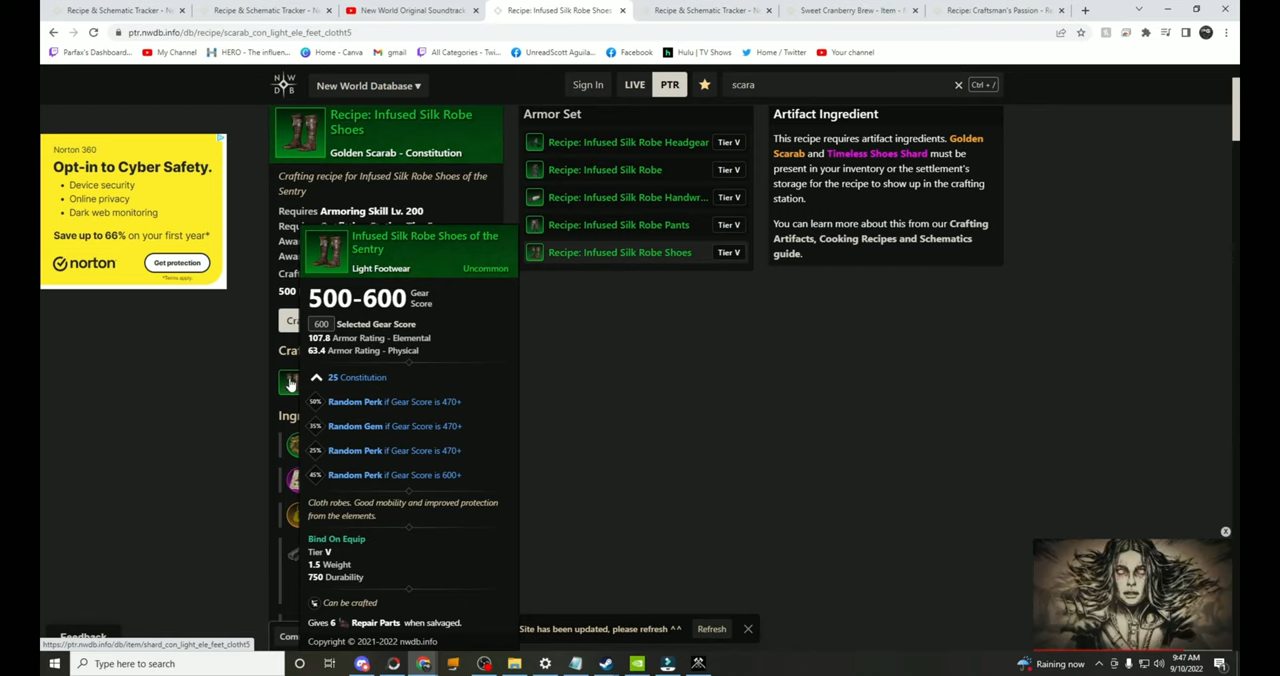 Recipe & Schematic Tracker - N
Recipe & Schematic Tracker - N
New World Original Soundtrack
Recipe: Infused Silk Robe Shoes
Recipe & Schematic Tracker - N
Sweet Cranberry Brew - Item - N
Recipe: Craftsman's Passion - Re
ptr.nwdb.info/db/recipe/scarab_con_light_ele_feet_clotht5
Parfax's Dashboard...
My Channel
HERO - The influen...
Home - Canva
gmail
All Categories - Twi...
UnreadScott Aguila...
Facebook
Hulu | TV Shows
Home / Twitter
Your channel
N W
D B
New World Database ▾
Sign In
LIVE
PTR
scara
Ctrl + /
Recipe: Infused Silk Robe Shoes
Golden Scarab - Constitution
Crafting recipe for Infused Silk Robe Shoes of the Sentry
Requires Armoring Skill Lv. 200
Infused Silk Robe Shoes of the Sentry
Light Footwear
Uncommon
500-600 Gear Score
600 Selected Gear Score
107.8 Armor Rating - Elemental
63.4 Armor Rating - Physical
25 Constitution
50% Random Perk if Gear Score is 470+
35% Random Gem if Gear Score is 470+
25% Random Perk if Gear Score is 470+
45% Random Perk if Gear Score is 600+
Cloth robes. Good mobility and improved protection
from the elements.
Bind On Equip
Tier V
1.5 Weight
750 Durability
Can be crafted
Gives 6 Repair Parts when salvaged.
Copyright © 2021-2022 nwdb.info
Armor Set
Recipe: Infused Silk Robe Headgear Tier V
Recipe: Infused Silk Robe Tier V
Recipe: Infused Silk Robe Handwr... Tier V
Recipe: Infused Silk Robe Pants Tier V
Recipe: Infused Silk Robe Shoes Tier V
Artifact Ingredient
This recipe requires artifact ingredients. Golden
Scarab and Timeless Shoes Shard must be
present in your inventory or the settlement's
storage for the recipe to show up in the crafting
station.
You can learn more about this from our Crafting
Artifacts, Cooking Recipes and Schematics
guide.
Norton 360
Opt-in to Cyber Safety.
• Device security
• Online privacy
• Dark web monitoring
Save up to 66% on your first year*
norton
Get protection
*Terms apply.
Site has been updated, please refresh ^^
Refresh
Feedback
https://ptr.nwdb.info/db/item/shard_con_light_ele_feet_clotht5
Type here to search
Raining now
9:47 AM
9/10/2022